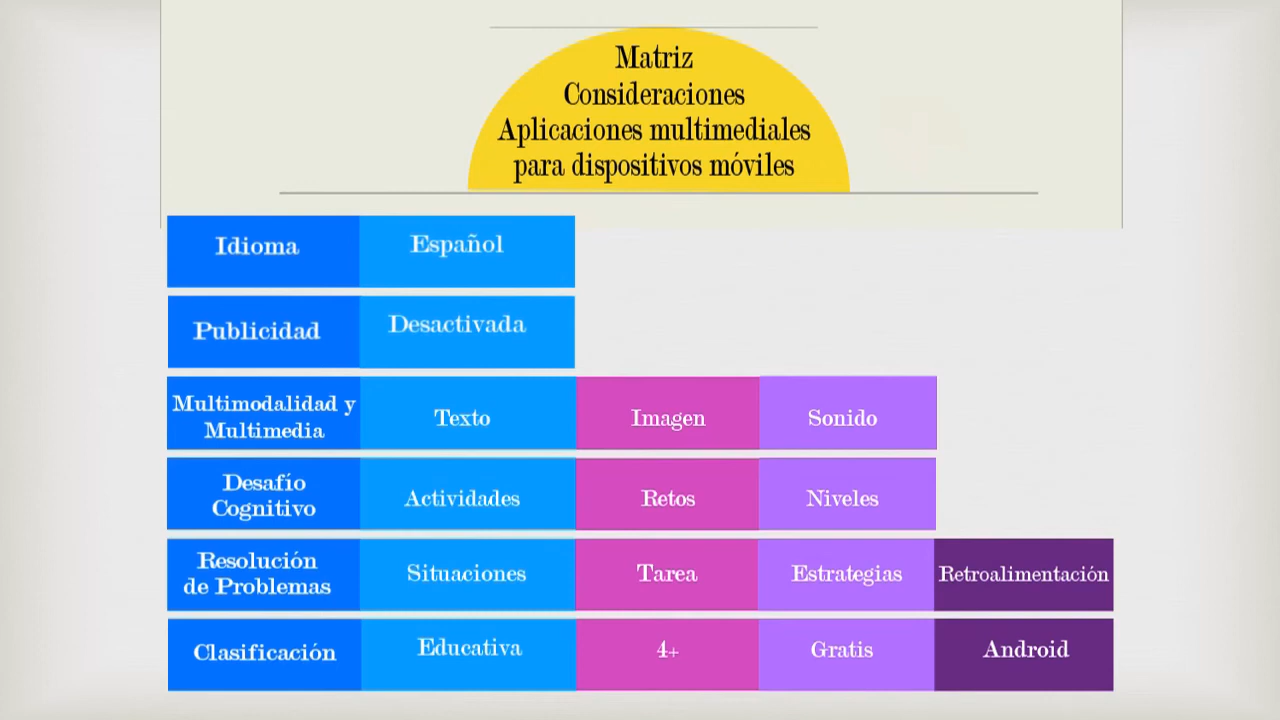 Matriz
Consideraciones
Aplicaciones multimediales
para dispositivos móviles
Idioma Español
Publicidad Desactivada
Multimodalidad y
Multimedia Texto Imagen Sonido
Desafío
Cognitivo Actividades Retos Niveles
Resolución
de Problemas Situaciones Tarea Estrategias Retroalimentación
Clasificación Educativa 4+ Gratis Android